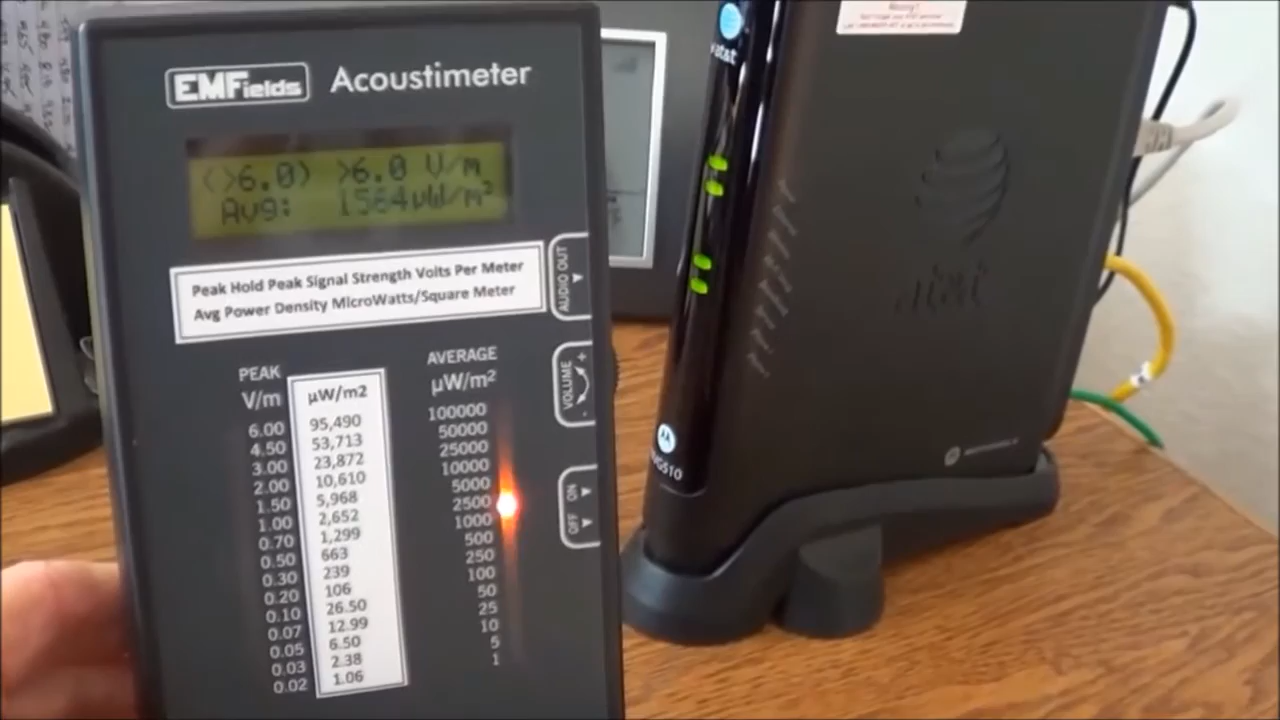 EMFields Acoustimeter
(>6.0) >6.0 V/m
Avg: 1564µW/m²
Peak Hold Peak Signal Strength Volts Per Meter
Avg Power Density MicroWatts/Square Meter
AUDIO OUT
VOLUME
+
-
ON
OFF
PEAK
V/m
6.00
4.50
3.00
2.00
1.50
1.00
0.70
0.50
0.30
0.20
0.10
0.07
0.05
0.03
0.02
µW/m2
95,490
53,713
23,872
10,610
5,968
2,652
1,299
663
239
106
26.50
12.99
6.50
2.38
1.06
AVERAGE
µW/m²
100000
50000
25000
10000
5000
2500
1000
500
250
100
50
25
10
5
1
at&t
at&t
MOTOROLA